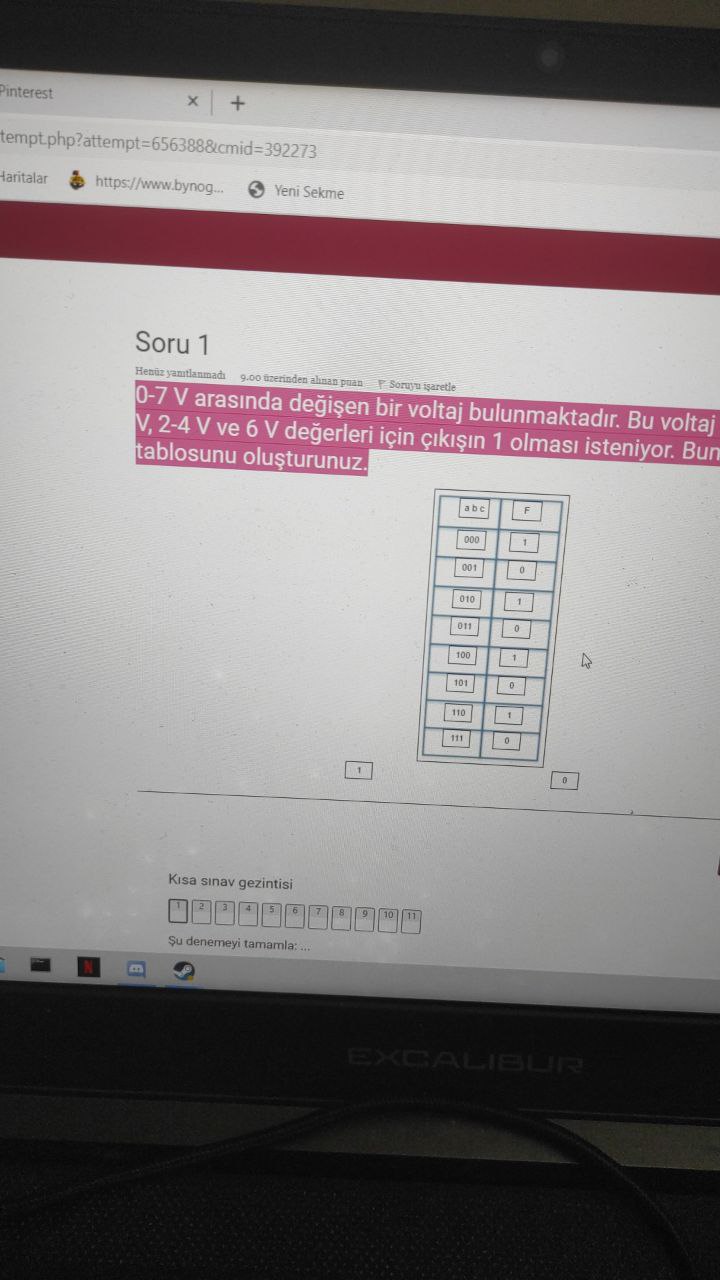 Pinterest
tempt.php?attempt=656388&cmid=392273
Haritalar https://www.bynog... Yeni Sekme
Soru 1
Henüz yanıtlanmadı 9.00 üzerinden alınan puan Soruyu işaretle
0-7 V arasında değişen bir voltaj bulunmaktadır. Bu voltaj
V, 2-4 V ve 6 V değerleri için çıkışın 1 olması isteniyor. Bun
tablosunu oluşturunuz.
a b c F
000 1
001 0
010 1
011 0
100 1
101 0
110 1
111 0
1 0
Kısa sınav gezintisi
1 2 3 4 5 6 7 8 9 10 11
Şu denemeyi tamamla: ...
N
EXCALIBUR